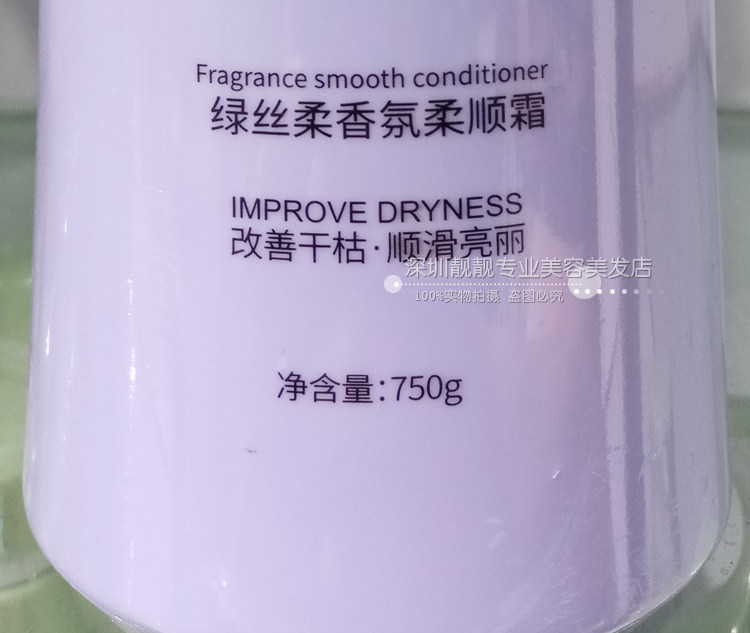 Fragrance smooth conditioner
绿丝柔香氛柔顺霜
IMPROVE DRYNESS
改善干枯·顺滑亮丽
深圳靓靓专业美容美发店
100%实物拍摄 盗图必究
净含量:750g